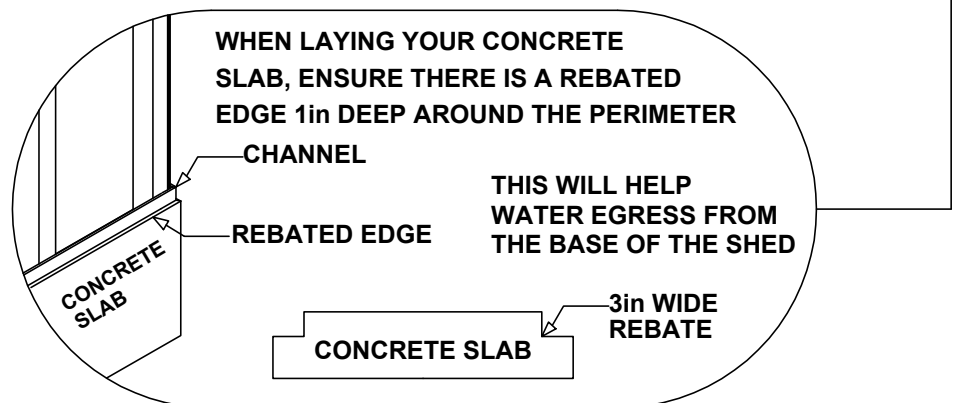 WHEN LAYING YOUR CONCRETE
SLAB, ENSURE THERE IS A REBATED
EDGE 1in DEEP AROUND THE PERIMETER
CHANNEL
REBATED EDGE
CONCRETE
SLAB
THIS WILL HELP
WATER EGRESS FROM
THE BASE OF THE SHED
3in WIDE
REBATE
CONCRETE SLAB